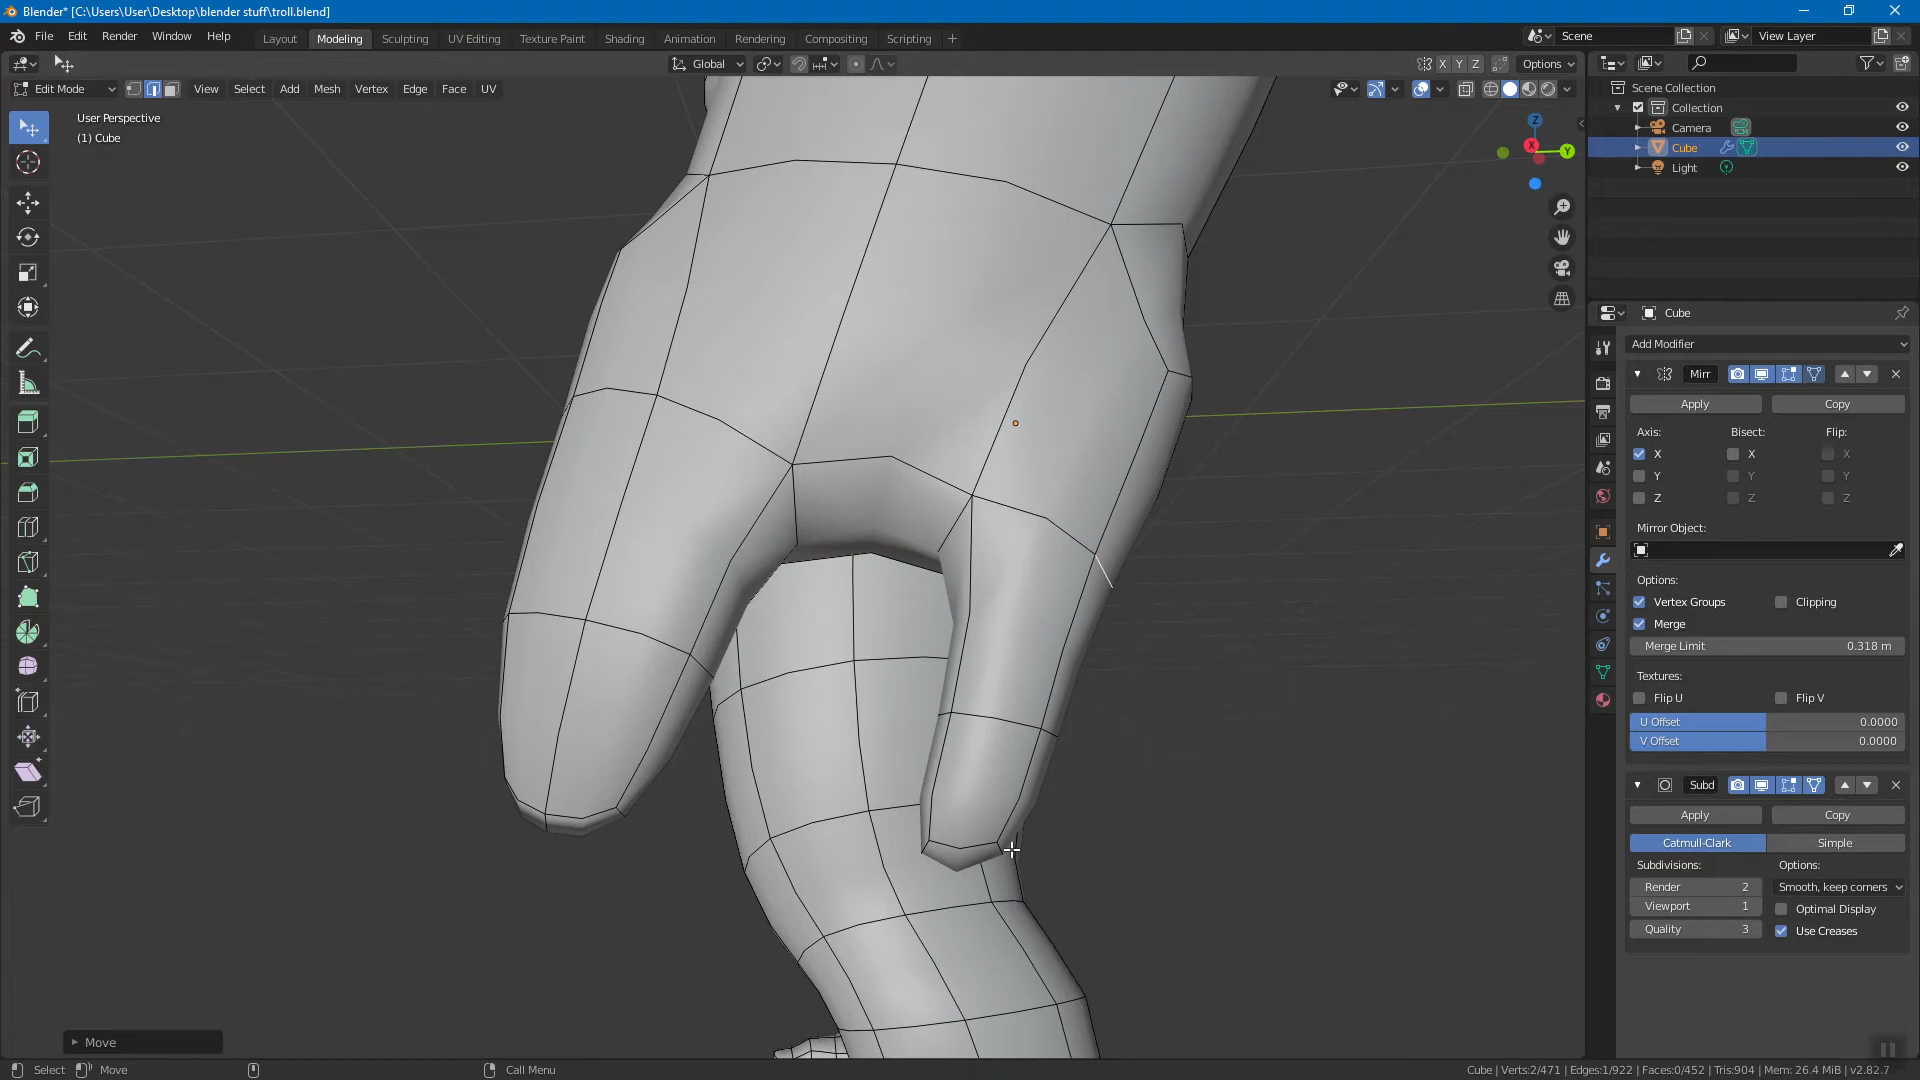 Blender* [C:\Users\User\Desktop\blender stuff\troll.blend]
File Edit Render Window Help
Layout Modeling Sculpting UV Editing Texture Paint Shading Animation Rendering Compositing Scripting +
Scene
View Layer
Global
X Y Z
Options
Edit Mode
View Select Add Mesh Vertex Edge Face UV
User Perspective
(1) Cube
Z
X
Y
Scene Collection
Collection
Camera
Cube
Light
Cube
Add Modifier
Mirr
Apply Copy
Axis: Bisect: Flip:
X X X
Y Y Y
Z Z Z
Mirror Object:
Options:
Vertex Groups Clipping
Merge
Merge Limit 0.318 m
Textures:
Flip U Flip V
U Offset 0.0000
V Offset 0.0000
Subd
Apply Copy
Catmull-Clark Simple
Subdivisions: Options:
Render 2 Smooth, keep corners
Viewport 1 Optimal Display
Quality 3 Use Creases
Move
Select Move Call Menu
Cube | Verts:2/471 | Edges:1/922 | Faces:0/452 | Tris:904 | Mem: 26.4 MiB | v2.82.7